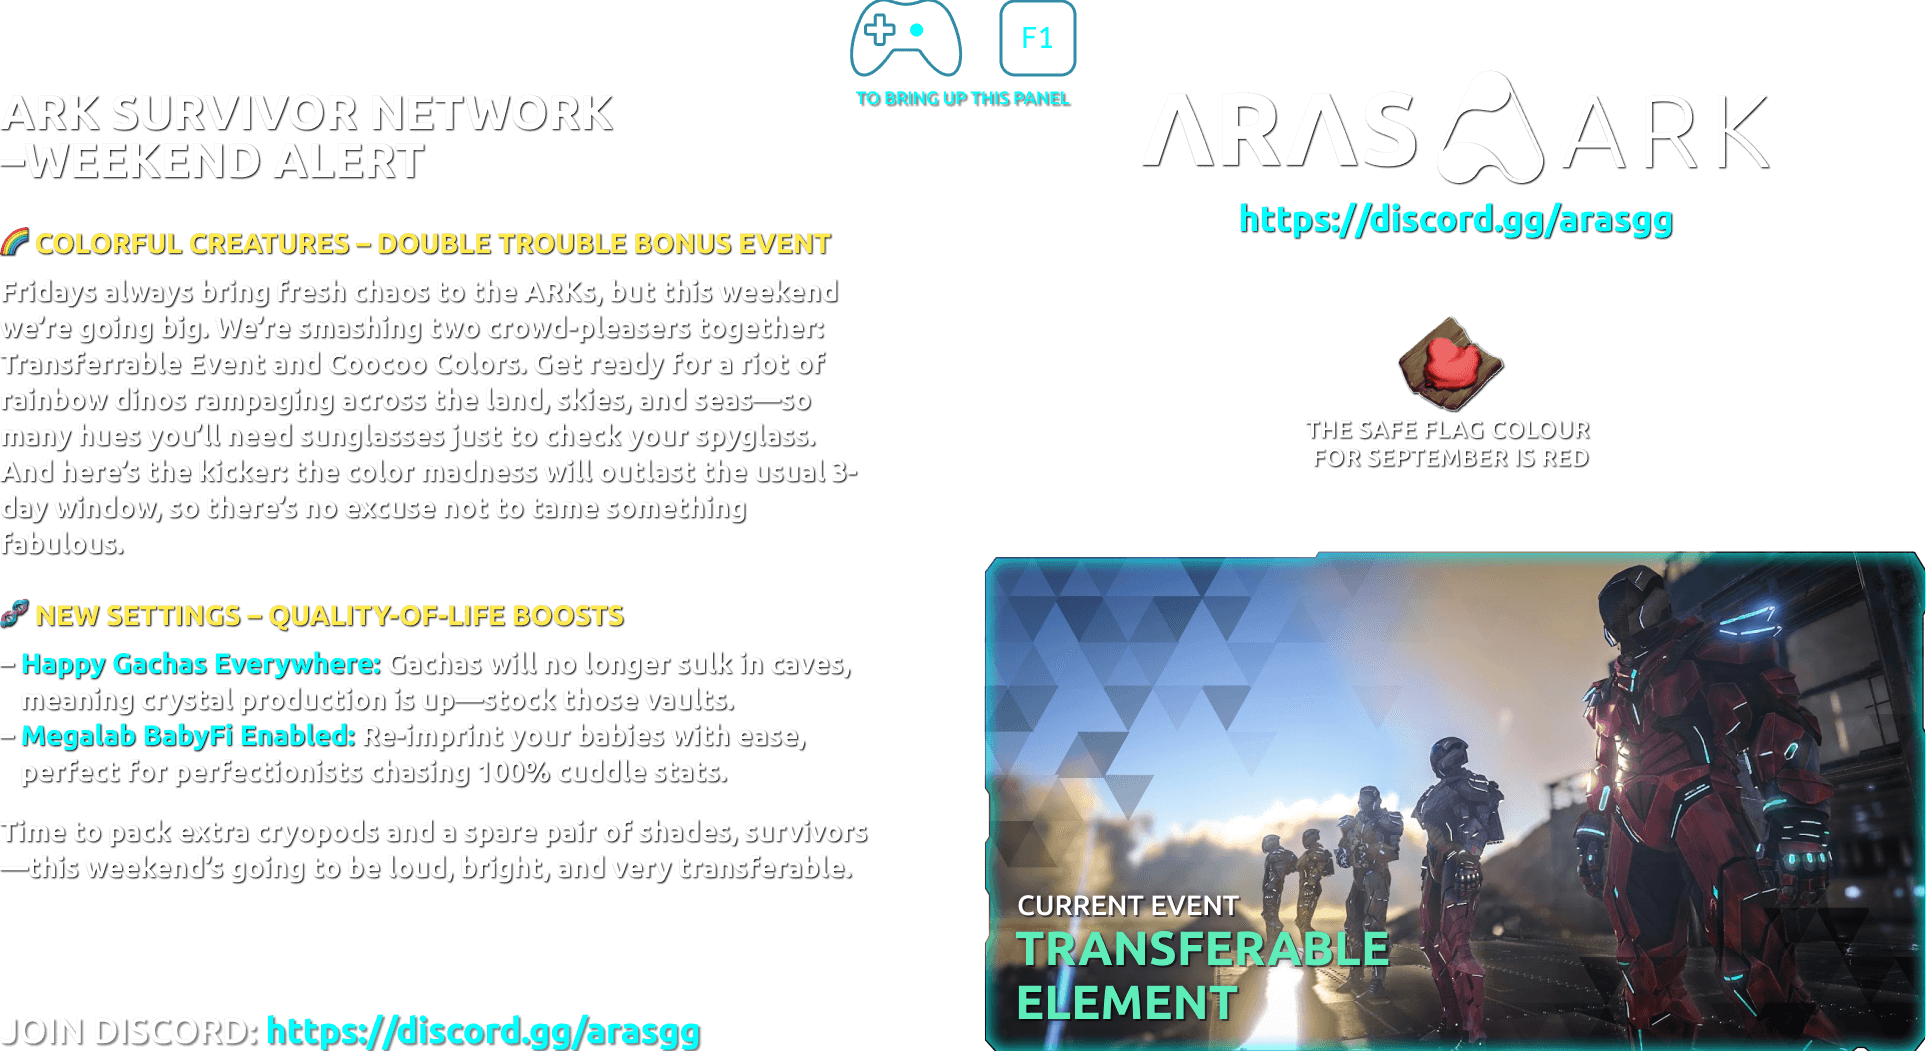 F1
TO BRING UP THIS PANEL
ARK SURVIVOR NETWORK
–WEEKEND ALERT
🌈 COLORFUL CREATURES – DOUBLE TROUBLE BONUS EVENT
Fridays always bring fresh chaos to the ARKs, but this weekend
we’re going big. We’re smashing two crowd-pleasers together:
Transferrable Event and Coocoo Colors. Get ready for a riot of
rainbow dinos rampaging across the land, skies, and seas—so
many hues you’ll need sunglasses just to check your spyglass.
And here’s the kicker: the color madness will outlast the usual 3-
day window, so there’s no excuse not to tame something
fabulous.
🧬 NEW SETTINGS – QUALITY-OF-LIFE BOOSTS
– Happy Gachas Everywhere: Gachas will no longer sulk in caves,
meaning crystal production is up—stock those vaults.
– Megalab BabyFi Enabled: Re-imprint your babies with ease,
perfect for perfectionists chasing 100% cuddle stats.
Time to pack extra cryopods and a spare pair of shades, survivors
—this weekend’s going to be loud, bright, and very transferable.
JOIN DISCORD: https://discord.gg/arasgg
ARAS ARK
https://discord.gg/arasgg
THE SAFE FLAG COLOUR
FOR SEPTEMBER IS RED
CURRENT EVENT
TRANSFERABLE
ELEMENT